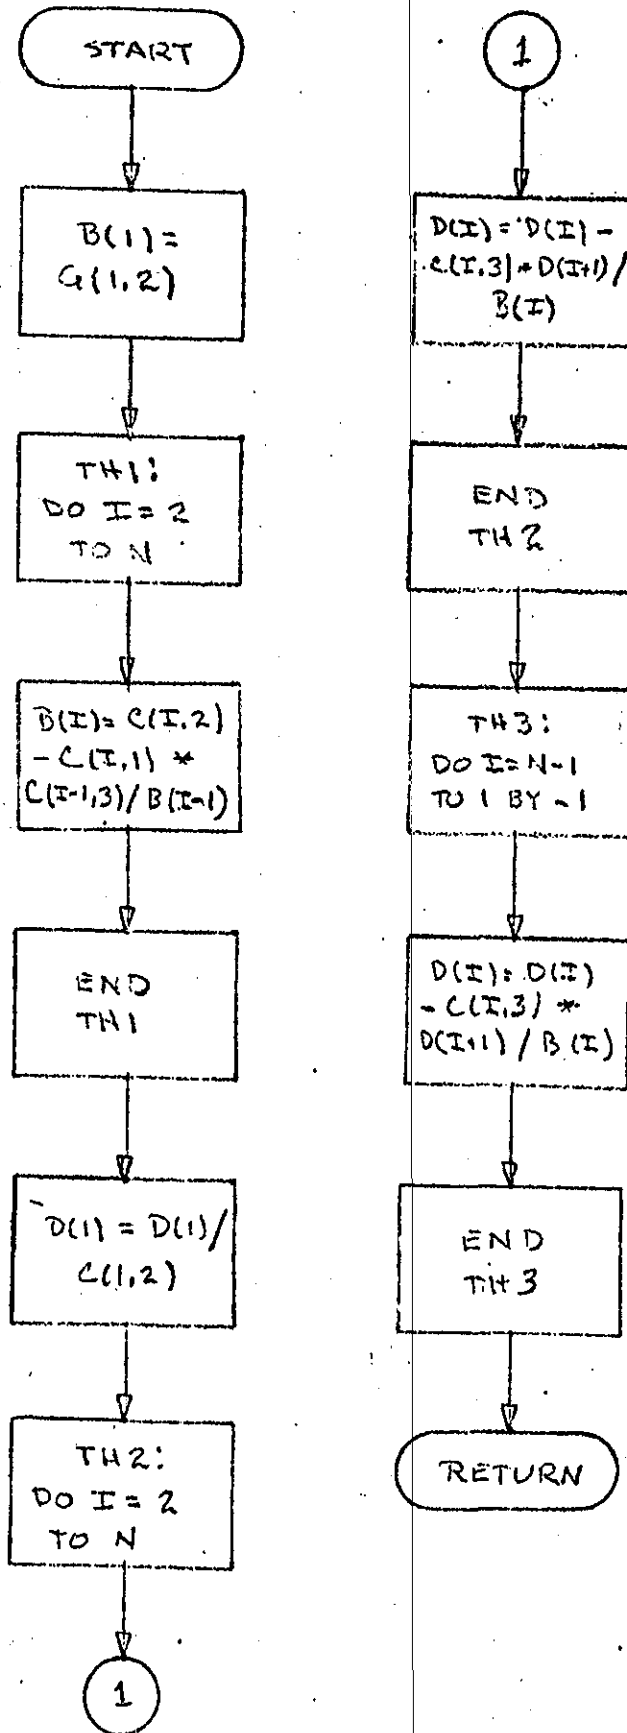 START
B(1)=
G(1,2)
TH1:
DO I=2
TO N
B(I)= C(I,2)
- C(I,1) *
C(I-1,3)/B(I-1)
END
TH1
D(1) = D(1)/
C(1,2)
TH2:
DO I=2
TO N
1
1
D(I)= D(I) -
C(I,3)*D(I+1)/
B(I)
END
TH2
TH3:
DO I=N-1
TO 1 BY -1
D(I)= D(I)
- C(I,3) *
D(I+1) / B(I)
END
TH3
RETURN